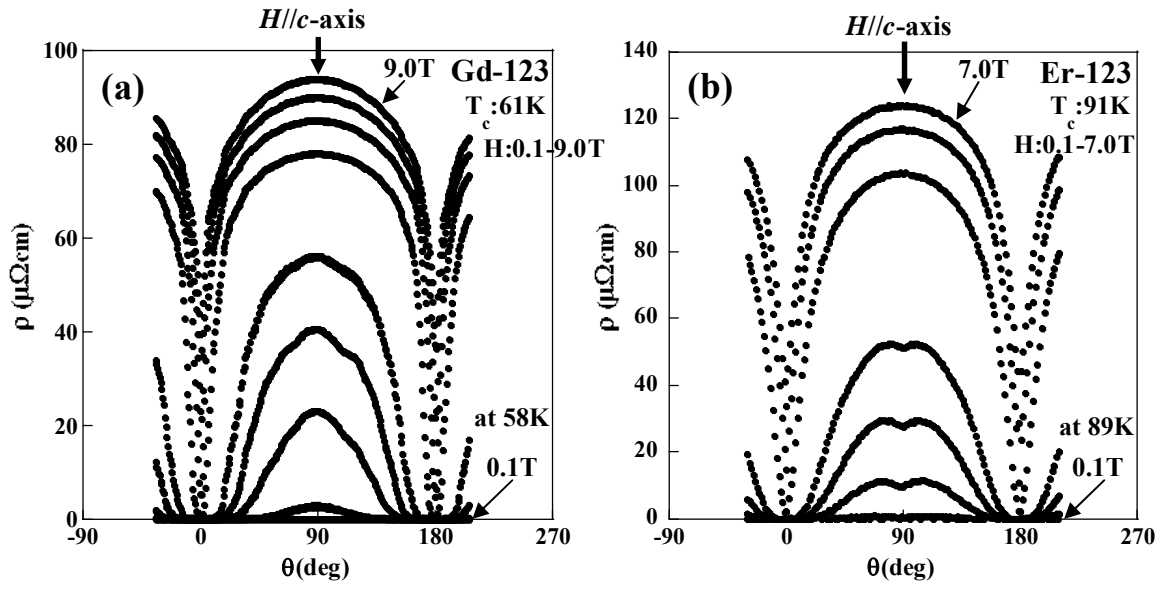 H//c-axis
100
(a)
9.0T
Gd-123
Tc:61K
H:0.1-9.0T
80
60
40
20
0
ρ (μΩcm)
at 58K
0.1T
-90
0
90
180
270
θ(deg)
H//c-axis
140
(b)
7.0T
Er-123
Tc:91K
H:0.1-7.0T
120
100
80
60
40
20
0
ρ (μΩcm)
at 89K
0.1T
-90
0
90
180
270
θ(deg)